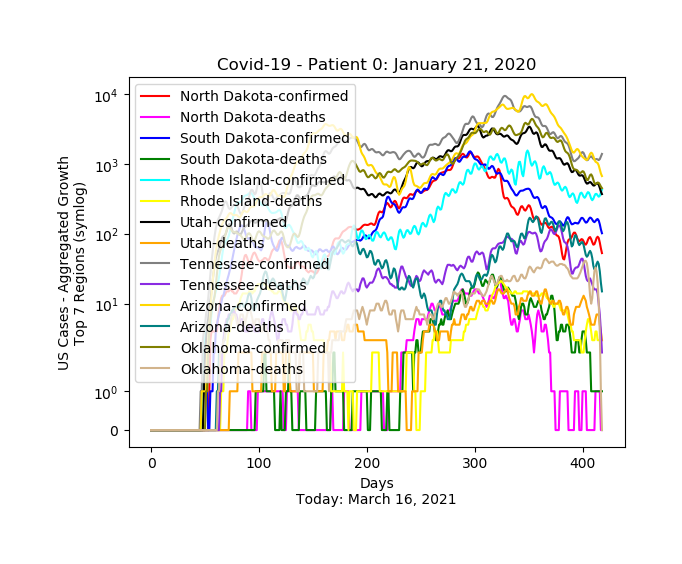 Covid-19 - Patient 0: January 21, 2020
US Cases - Aggregated Growth
Top 7 Regions (symlog)
10^4
10^3
10^2
10^1
10^0
0
North Dakota-confirmed
North Dakota-deaths
South Dakota-confirmed
South Dakota-deaths
Rhode Island-confirmed
Rhode Island-deaths
Utah-confirmed
Utah-deaths
Tennessee-confirmed
Tennessee-deaths
Arizona-confirmed
Arizona-deaths
Oklahoma-confirmed
Oklahoma-deaths
0 100 200 300 400
Days
Today: March 16, 2021